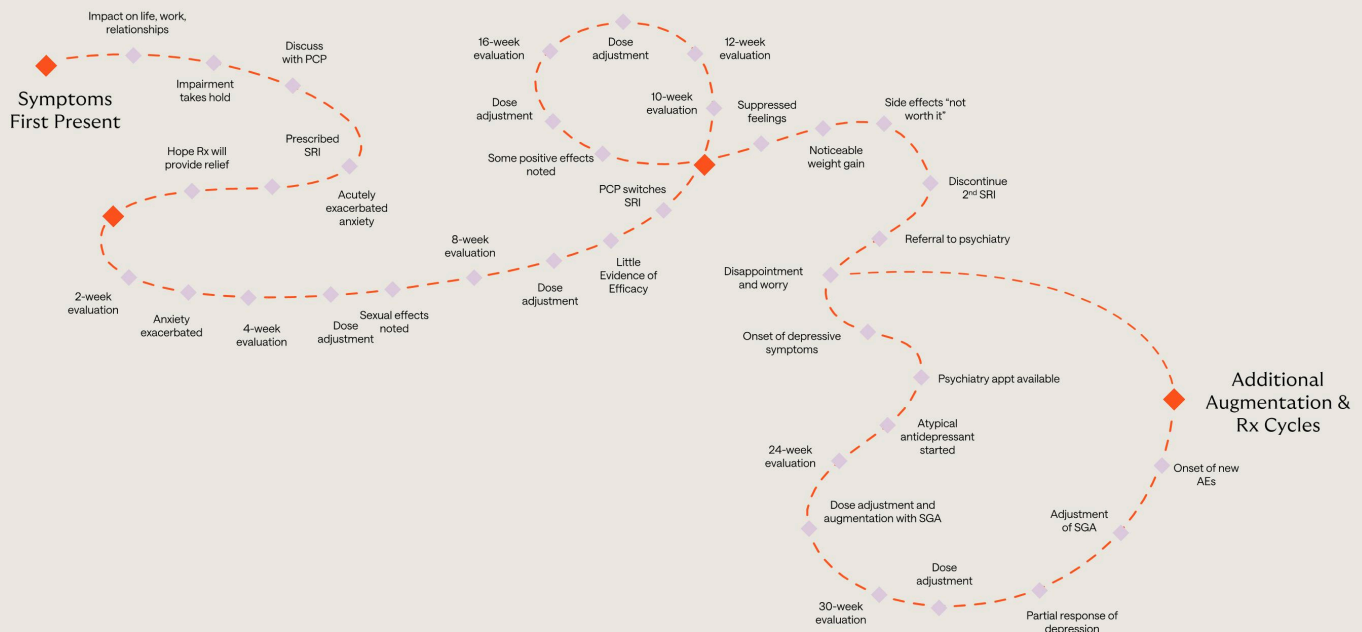 Symptoms
First Present
Impact on life, work,
relationships
Impairment
takes hold
Discuss
with PCP
Prescribed
SRI
Acutely
exacerbated
anxiety
Hope Rx will
provide relief
2-week
evaluation
Anxiety
exacerbated
4-week
evaluation
Dose
adjustment
Sexual effects
noted
8-week
evaluation
Dose
adjustment
Little
Evidence of
Efficacy
PCP switches
SRI
10-week
evaluation
12-week
evaluation
Dose
adjustment
16-week
evaluation
Dose
adjustment
Some positive effects
noted
Suppressed
feelings
Noticeable
weight gain
Side effects “not
worth it”
Discontinue
2nd SRI
Referral to psychiatry
Disappointment
and worry
Onset of depressive
symptoms
Psychiatry appt available
Atypical
antidepressant
started
24-week
evaluation
Dose adjustment and
augmentation with SGA
30-week
evaluation
Dose
adjustment
Partial response of
depression
Adjustment
of SGA
Onset of new
AEs
Additional
Augmentation &
Rx Cycles